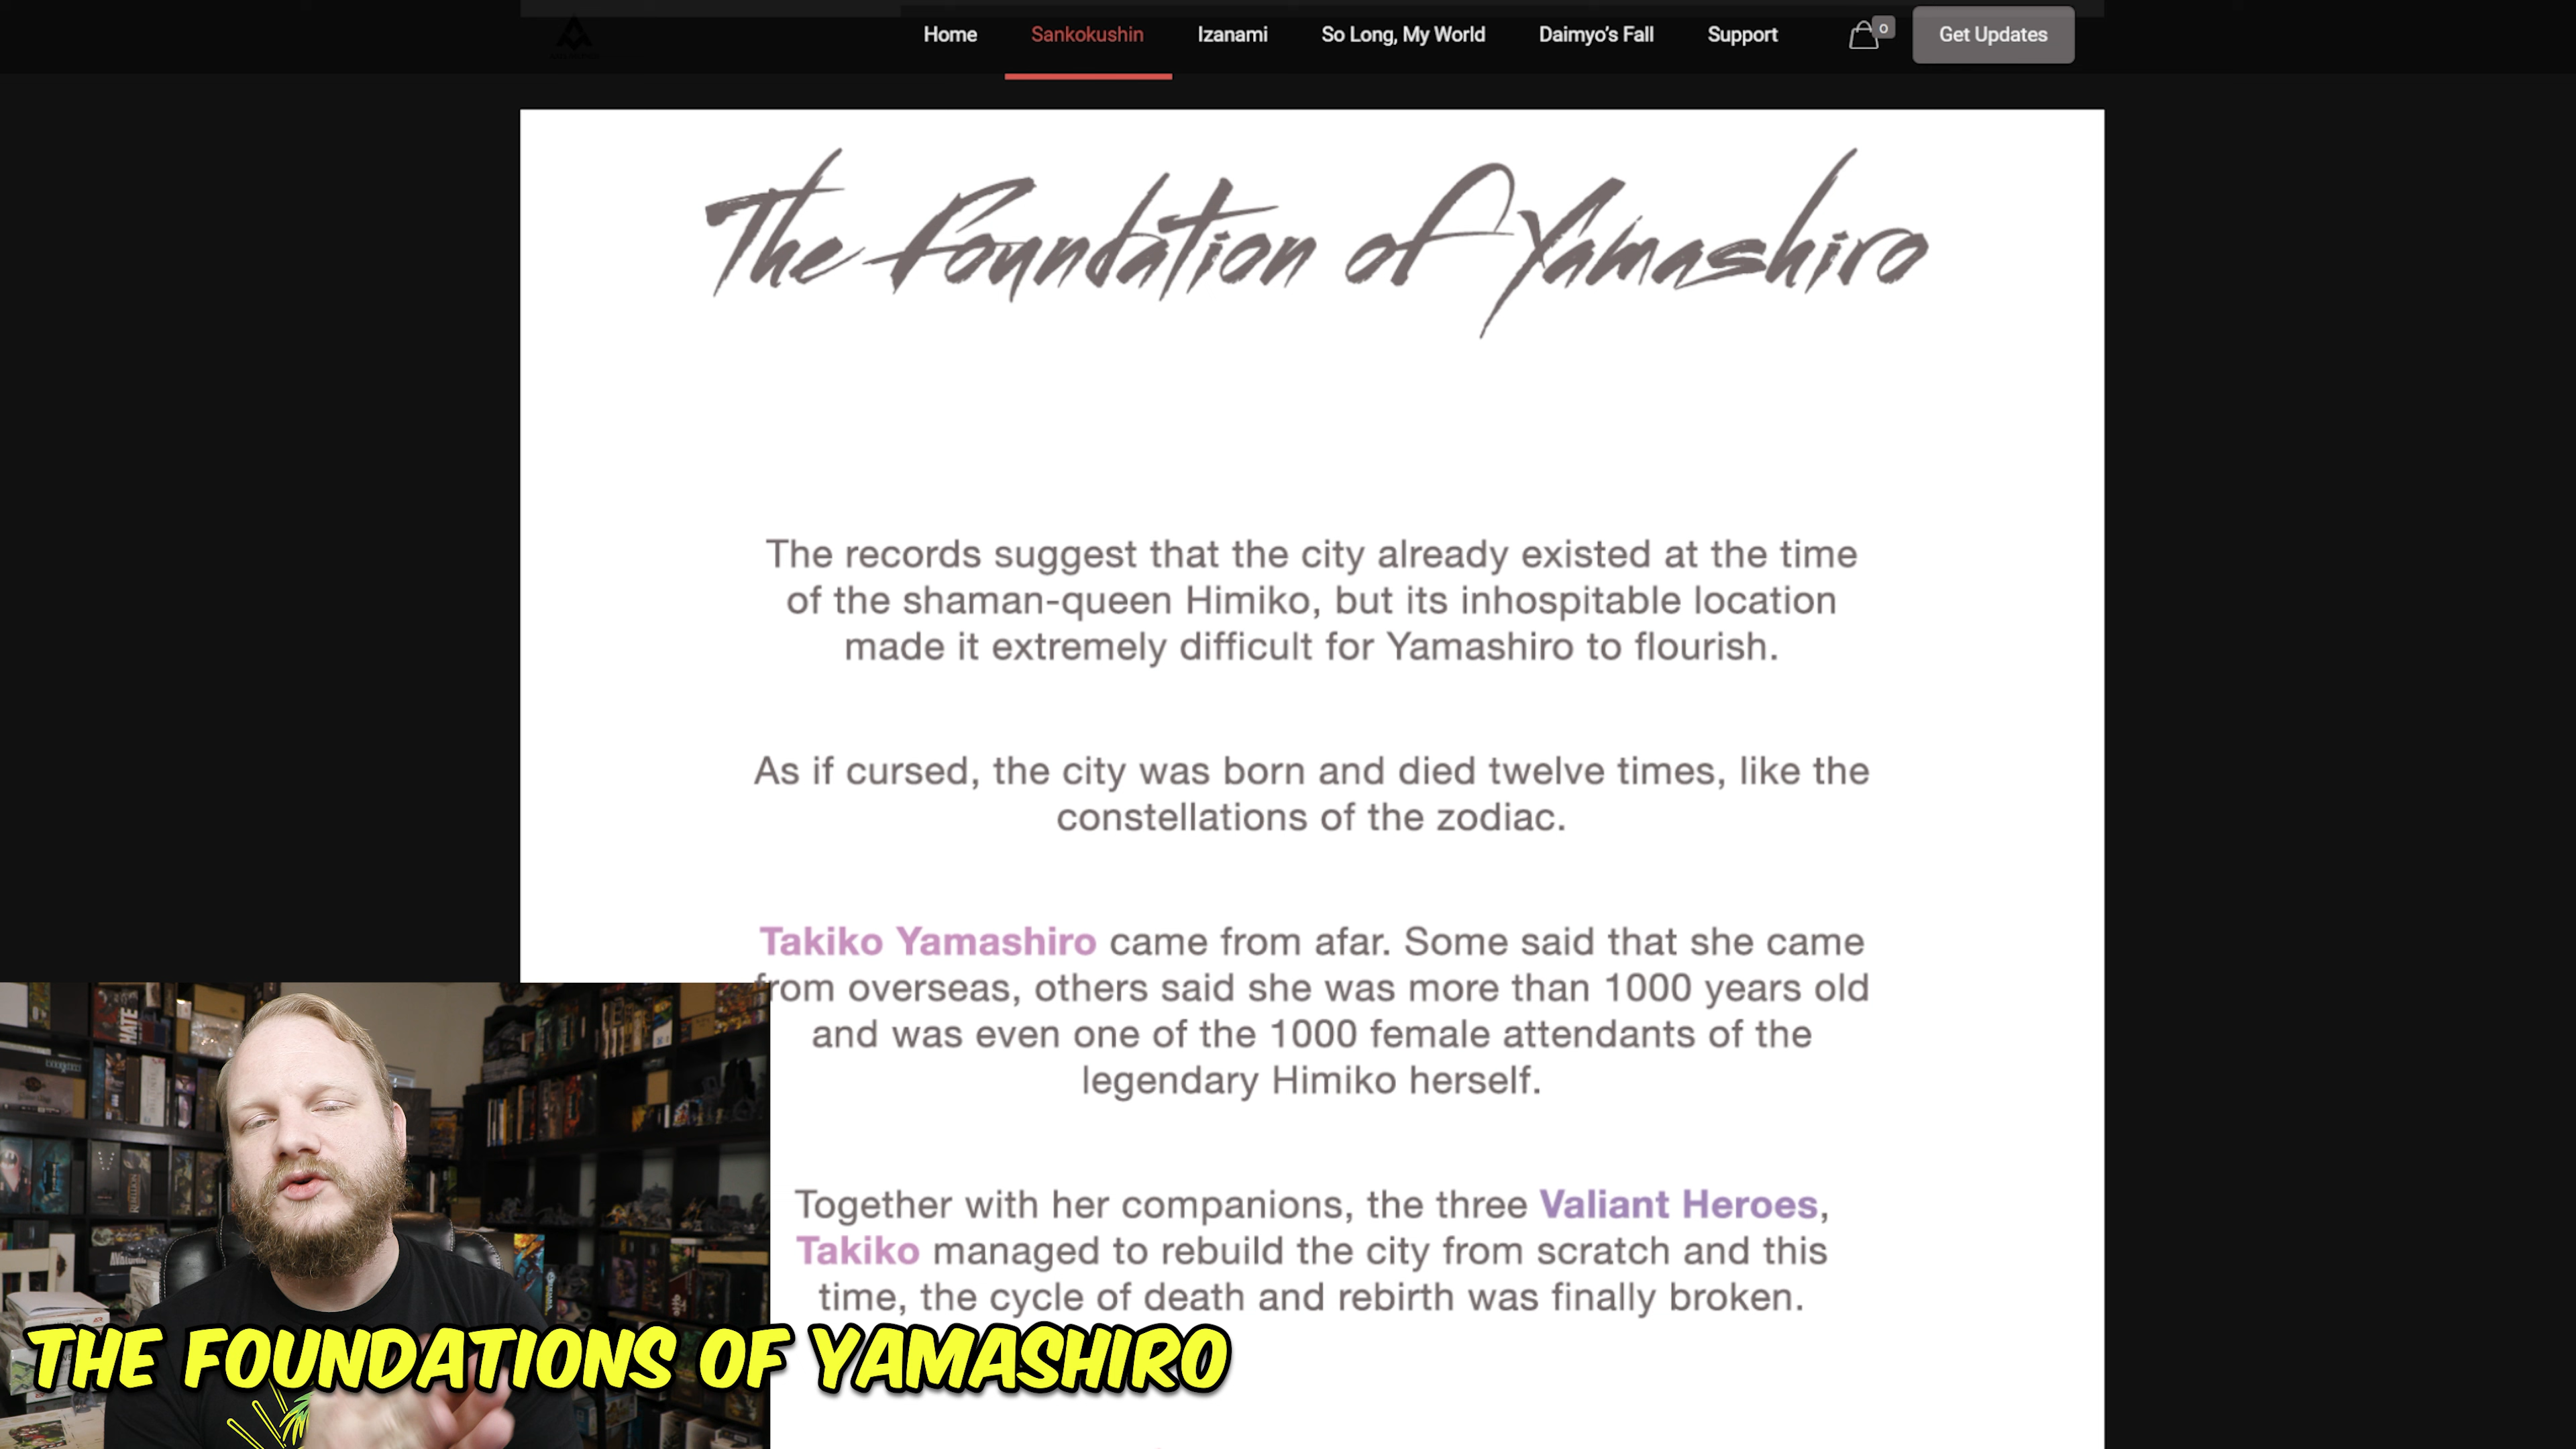 Home Sankokushin Izanami So Long, My World Daimyo's Fall Support 0 Get Updates
The Foundation of Yamashiro
The records suggest that the city already existed at the time
of the shaman-queen Himiko, but its inhospitable location
made it extremely difficult for Yamashiro to flourish.
As if cursed, the city was born and died twelve times, like the
constellations of the zodiac.
Takiko Yamashiro came from afar. Some said that she came
from overseas, others said she was more than 1000 years old
and was even one of the 1000 female attendants of the
legendary Himiko herself.
Together with her companions, the three Valiant Heroes,
Takiko managed to rebuild the city from scratch and this
time, the cycle of death and rebirth was finally broken.
HATE
THE FOUNDATIONS OF YAMASHIRO